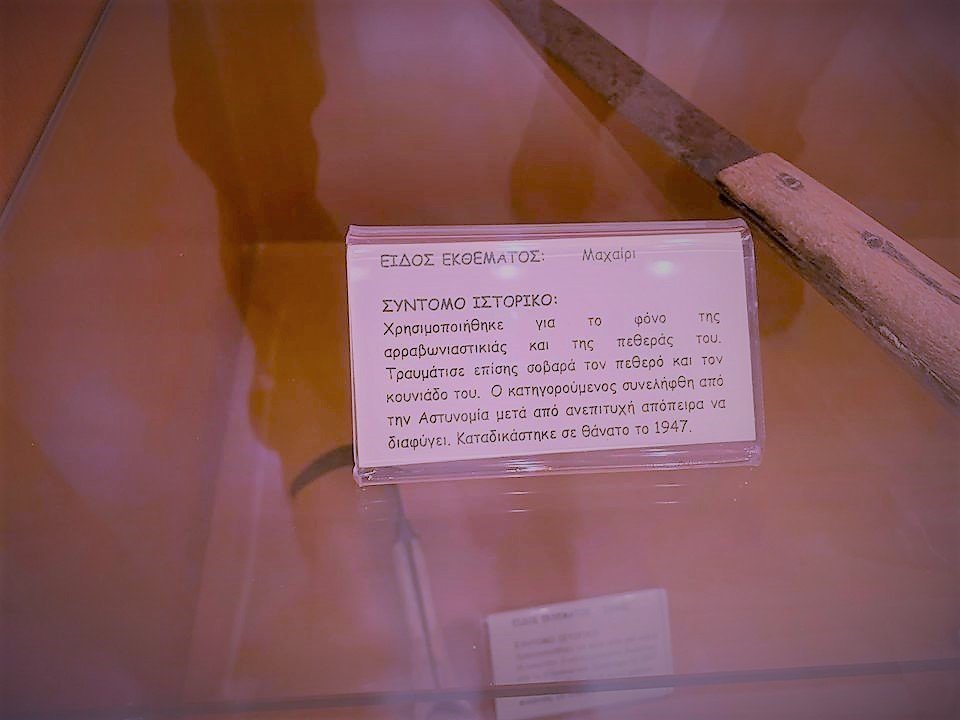 ΕΙΔΟΣ ΕΚΘΕΜΑΤΟΣ: Μαχαίρι
ΣΥΝΤΟΜΟ ΙΣΤΟΡΙΚΟ:
Χρησιμοποιήθηκε για το φόνο της
αρραβωνιαστικιάς και της πεθεράς του.
Τραυμάτισε επίσης σοβαρά τον πεθερό και τον
κουνιάδο του. Ο κατηγορούμενος συνελήφθη από
την Αστυνομία μετά από ανεπιτυχή απόπειρα να
διαφύγει. Καταδικάστηκε σε θάνατο το 1947.